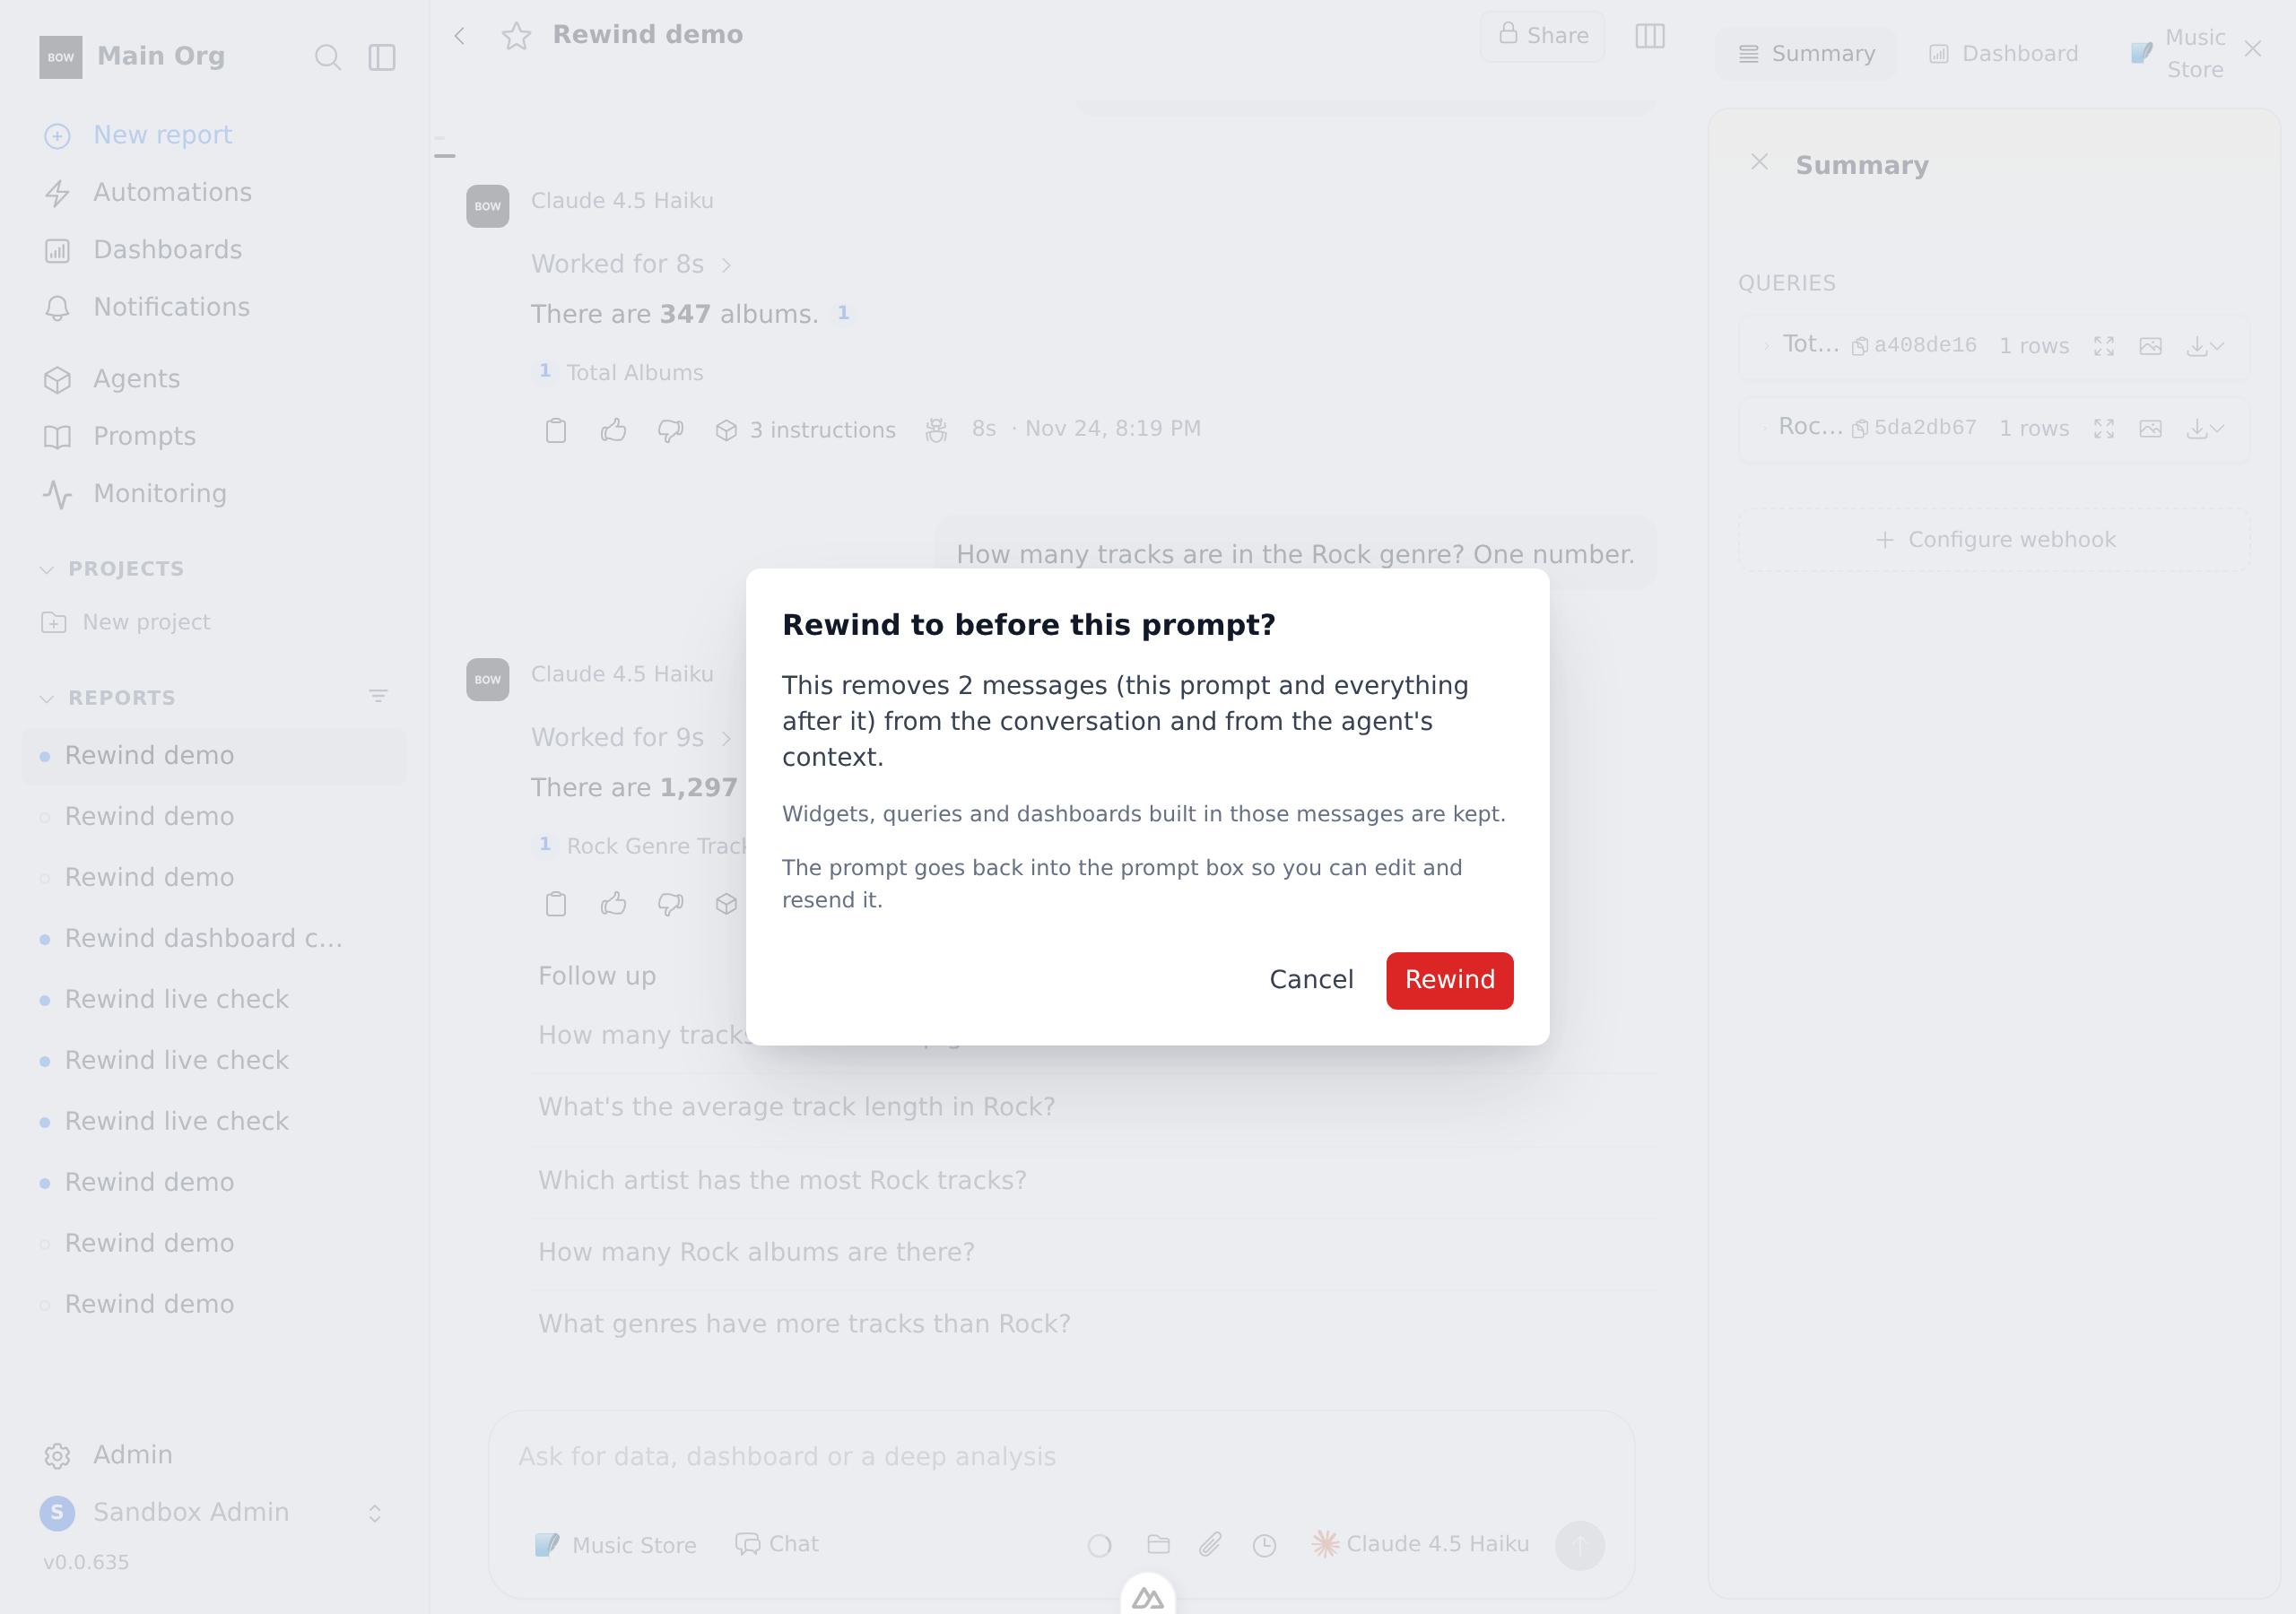 BOW Main Org
New report
Automations
Dashboards
Notifications
Agents
Prompts
Monitoring
PROJECTS
New project
REPORTS
Rewind demo
Rewind demo
Rewind demo
Rewind dashboard c...
Rewind live check
Rewind live check
Rewind live check
Rewind demo
Rewind demo
Rewind demo
Admin
S Sandbox Admin
v0.0.635
Rewind demo
Share
BOW Claude 4.5 Haiku
Worked for 8s
There are 347 albums. 1
1 Total Albums
3 instructions 8s · Nov 24, 8:19 PM
How many tracks are in the Rock genre? One number.
BOW Claude 4.5 Haiku
Worked for 9s
There are 1,297
1 Rock Genre
Follow up
How many tracks
What's the average track length in Rock?
Which artist has the most Rock tracks?
How many Rock albums are there?
What genres have more tracks than Rock?
Rewind to before this prompt?
This removes 2 messages (this prompt and everything
after it) from the conversation and from the agent's
context.
Widgets, queries and dashboards built in those messages are kept.
The prompt goes back into the prompt box so you can edit and
resend it.
Cancel
Rewind
Ask for data, dashboard or a deep analysis
Music Store
Chat
Claude 4.5 Haiku
Summary
Dashboard
Music
Store
Summary
QUERIES
Tot... a408de16 1 rows
Roc... 5da2db67 1 rows
Configure webhook